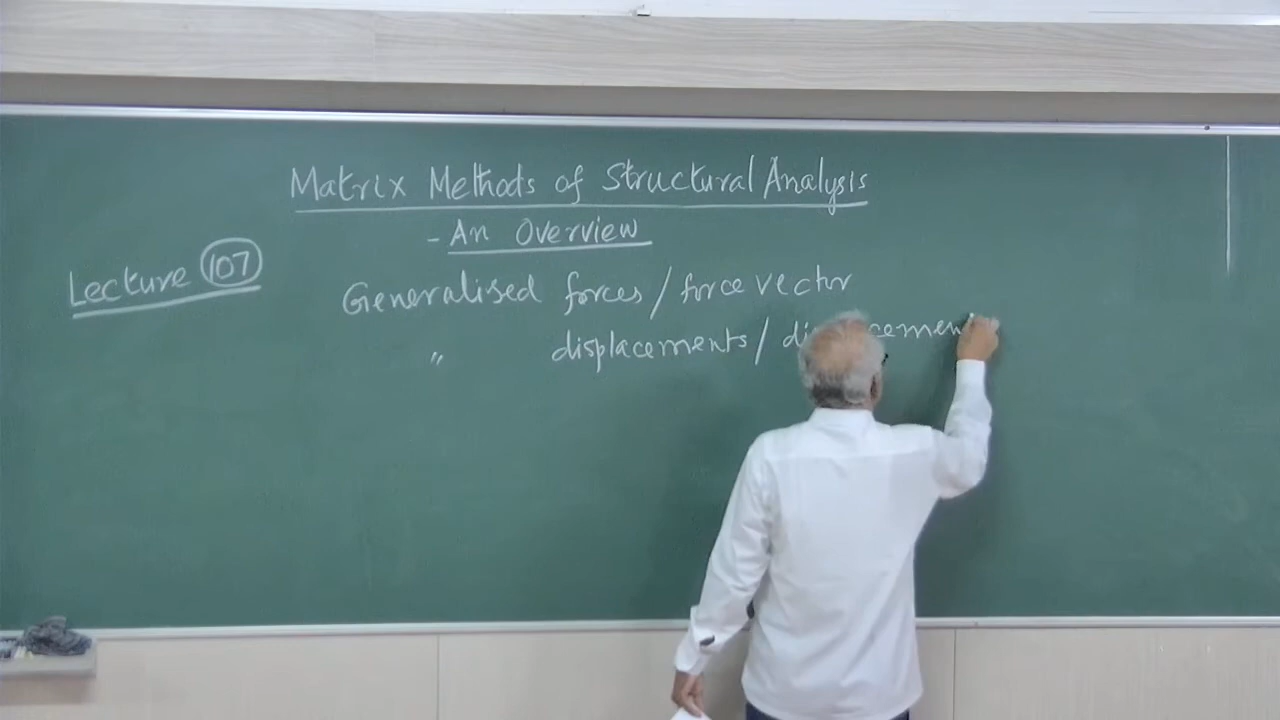 Matrix Methods of Structural Analysis
- An Overview
Lecture 107
Generalised forces / force vector
" displacements /